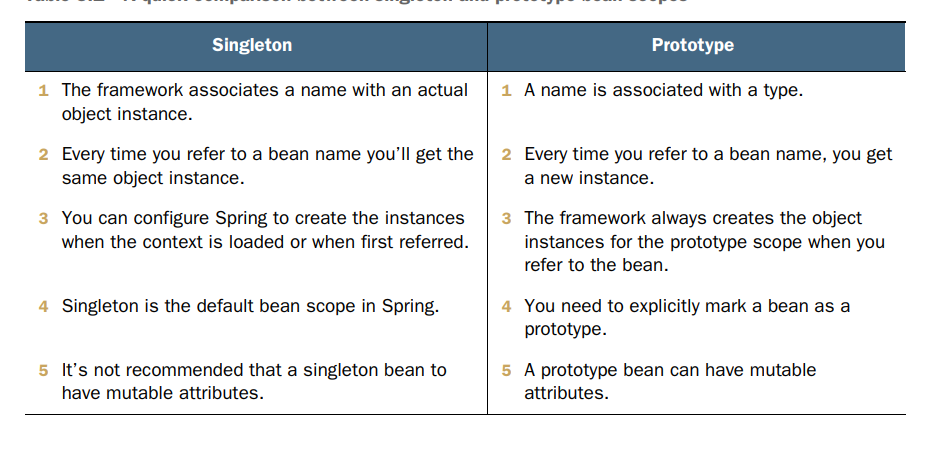 Singleton
Prototype
1 The framework associates a name with an actual
object instance.
1 A name is associated with a type.
2 Every time you refer to a bean name you’ll get the
same object instance.
2 Every time you refer to a bean name, you get
a new instance.
3 You can configure Spring to create the instances
when the context is loaded or when first referred.
3 The framework always creates the object
instances for the prototype scope when you
refer to the bean.
4 Singleton is the default bean scope in Spring.
4 You need to explicitly mark a bean as a
prototype.
5 It’s not recommended that a singleton bean to
have mutable attributes.
5 A prototype bean can have mutable
attributes.